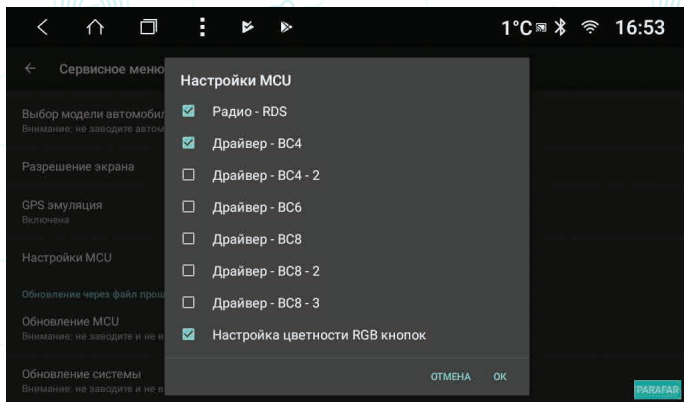 1°C 16:53
Сервисное меню
Настройки MCU
Радио - RDS
Драйвер - BC4
Драйвер - BC4 - 2
Драйвер - BC6
Драйвер - BC8
Драйвер - BC8 - 2
Драйвер - BC8 - 3
Настройка цветности RGB кнопок
ОТМЕНА ОК
Выбор модели автомобил
Внимание: не заводите автом
Разрешение экрана
GPS эмуляция
Включена
Настройки MCU
Обновление через файл прош
Обновление MCU
Внимание: не заводите и не в
Обновление системы
Внимание: не заводите и не в
PARAFAR